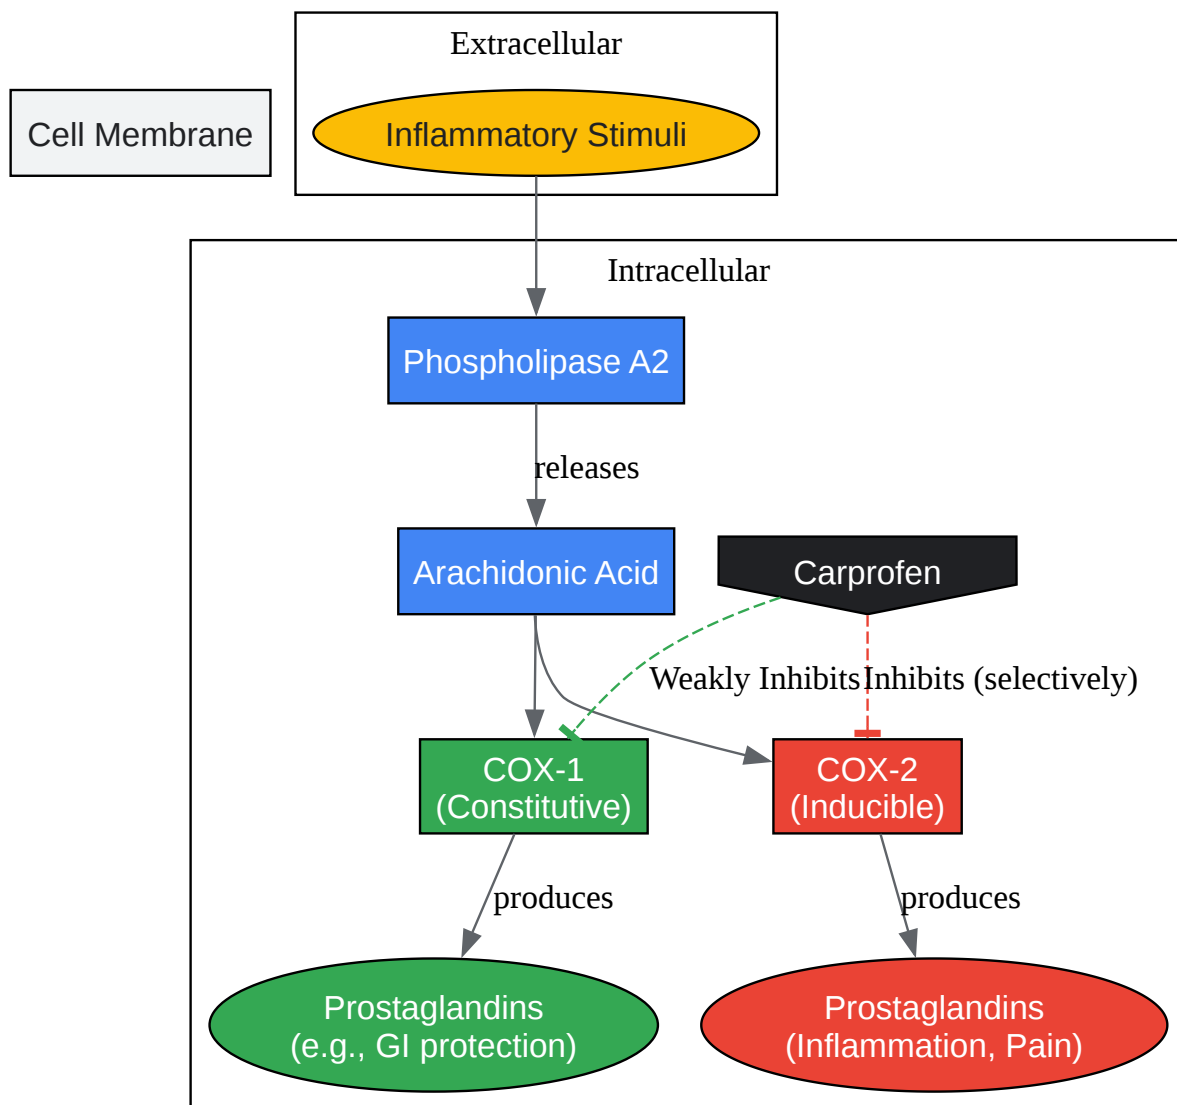 Extracellular
Cell Membrane
Inflammatory Stimuli
Intracellular
Phospholipase A2
releases
Arachidonic Acid
Carprofen
Weakly Inhibits
Inhibits (selectively)
COX-1
(Constitutive)
COX-2
(Inducible)
produces
produces
Prostaglandins
(e.g., GI protection)
Prostaglandins
(Inflammation, Pain)